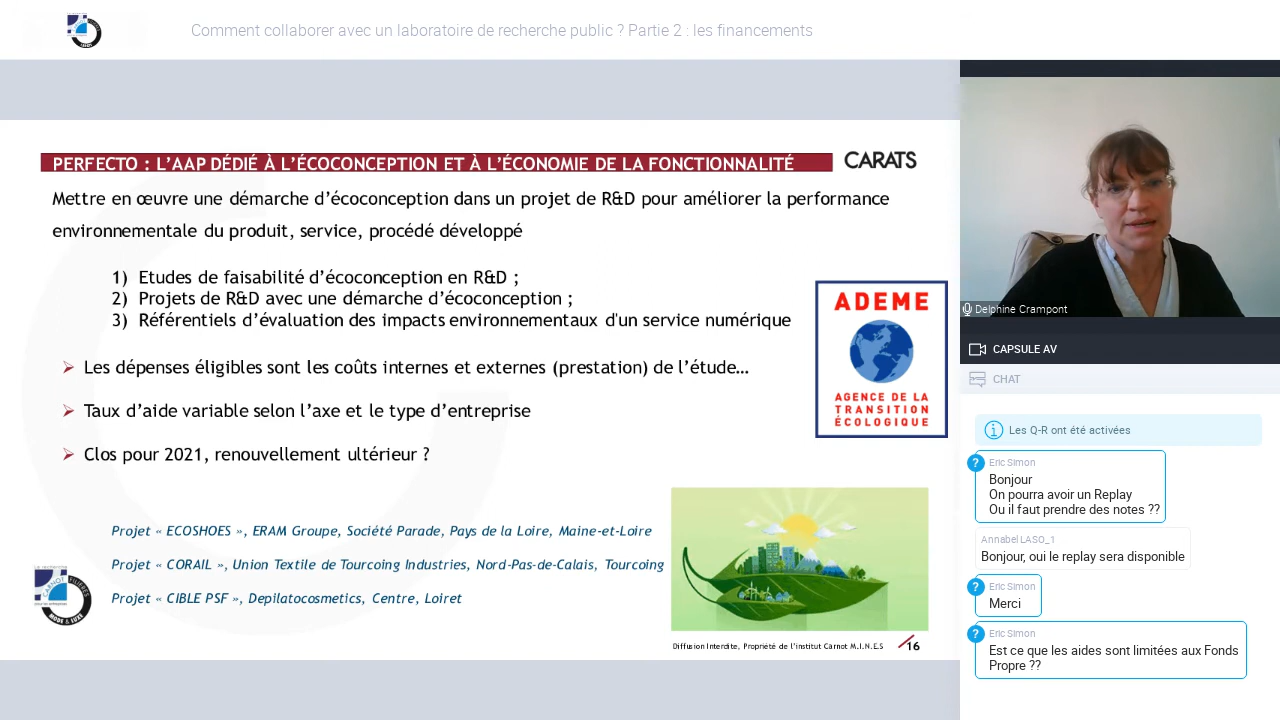 Comment collaborer avec un laboratoire de recherche public ? Partie 2 : les financements
PERFECTO : L'AAP DÉDIÉ À L'ÉCOCONCEPTION ET À L'ÉCONOMIE DE LA FONCTIONNALITÉ
CARATS
Mettre en œuvre une démarche d'écoconception dans un projet de R&D pour améliorer la performance
environnementale du produit, service, procédé développé
1) Etudes de faisabilité d'écoconception en R&D ;
2) Projets de R&D avec une démarche d'écoconception ;
3) Référentiels d'évaluation des impacts environnementaux d'un service numérique
➢ Les dépenses éligibles sont les coûts internes et externes (prestation) de l'étude…
➢ Taux d'aide variable selon l'axe et le type d'entreprise
➢ Clos pour 2021, renouvellement ultérieur ?
ADEME
AGENCE DE LA
TRANSITION
ÉCOLOGIQUE
Projet « ECOSHOES », ERAM Groupe, Société Parade, Pays de la Loire, Maine-et-Loire
Projet « CORAIL », Union Textile de Tourcoing Industries, Nord-Pas-de-Calais, Tourcoing
Projet « CIBLE PSF », Depilatocosmetics, Centre, Loiret
CARNOT
FILIÈRES
MODE & LUXE
Diffusion Interdite, Propriété de l'institut Carnot M.I.N.E.S
16
Delphine Crampont
CAPSULE AV
CHAT
Les Q-R ont été activées
? Eric Simon
Bonjour
On pourra avoir un Replay
Ou il faut prendre des notes ??
Annabel LASO_1
Bonjour, oui le replay sera disponible
? Eric Simon
Merci
? Eric Simon
Est ce que les aides sont limitées aux Fonds
Propre ??